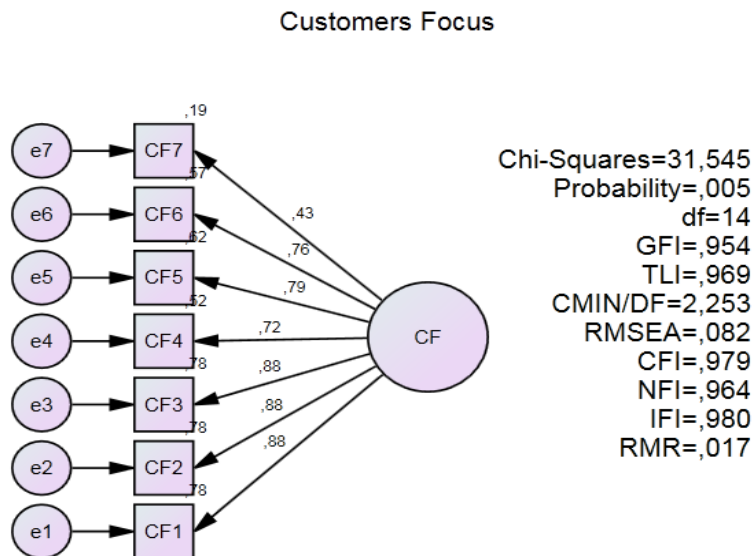 Customers Focus
,19
e7
CF7
,57
,43
e6
CF6
,62
,76
e5
CF5
,52
,79
e4
CF4
,72
CF
,78
e3
CF3
,88
,78
e2
CF2
,88
,78
e1
CF1
,88
Chi-Squares=31,545
Probability=,005
df=14
GFI=,954
TLI=,969
CMIN/DF=2,253
RMSEA=,082
CFI=,979
NFI=,964
IFI=,980
RMR=,017